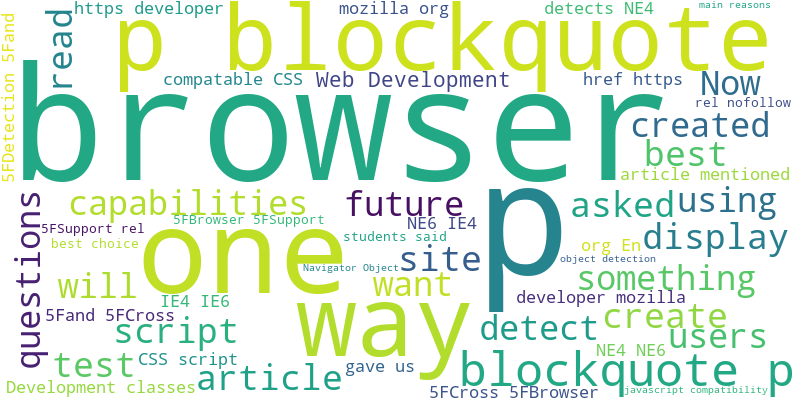 https developer
mozilla org
detects NE4
main reasons
5FDetection 5Fand
read
p blockquote
compatable CSS
Web Development
href https
Now
rel nofollow
browser
created
best
article mentioned
capabilities
future
p
asked
using
questions
5FSupport rel
5FBrowser 5FSupport
NE6 IE4
best choice
one
students said
site
org En
display
Navigator Object
object detection
will
want
something
IE4 IE6
way
developer mozilla
5Fand 5FCross
create
script
detect
users
test
CSS script
gave us
NE4 NE6
blockquote p
Development classes
article
5FCross 5FBrowser
javascript compatibility